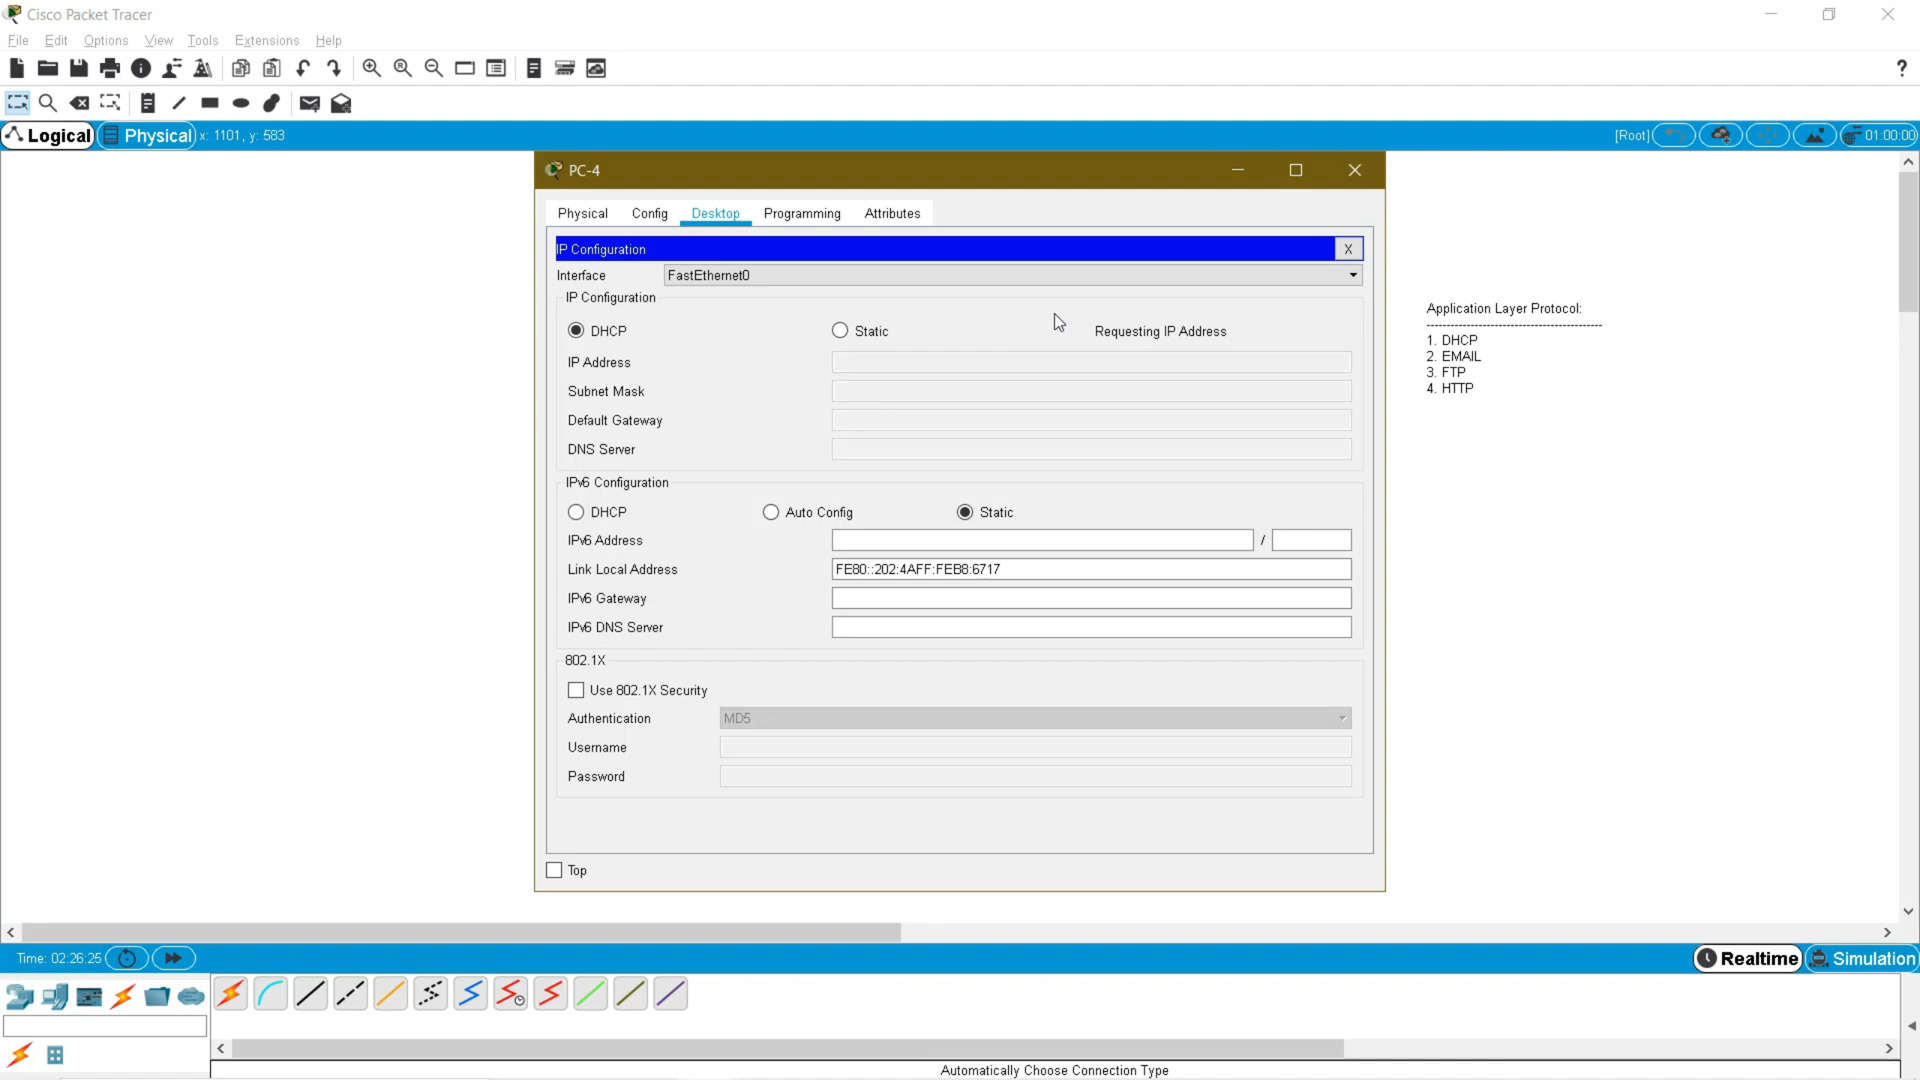 Cisco Packet Tracer
File Edit Options View Tools Extensions Help
?
Logical Physical x: 1101, y: 583 [Root] 01:00:00
PC-4
Physical Config Desktop Programming Attributes
IP Configuration X
Interface FastEthernet0
IP Configuration
DHCP Static Requesting IP Address
IP Address
Subnet Mask
Default Gateway
DNS Server
IPv6 Configuration
DHCP Auto Config Static
IPv6 Address /
Link Local Address FE80::202:4AFF:FEB8:6717
IPv6 Gateway
IPv6 DNS Server
802.1X
Use 802.1X Security
Authentication MD5
Username
Password
Top
Application Layer Protocol:
--------------------------------------------
1. DHCP
2. EMAIL
3. FTP
4. HTTP
Time: 02:26:25 Realtime Simulation
Automatically Choose Connection Type